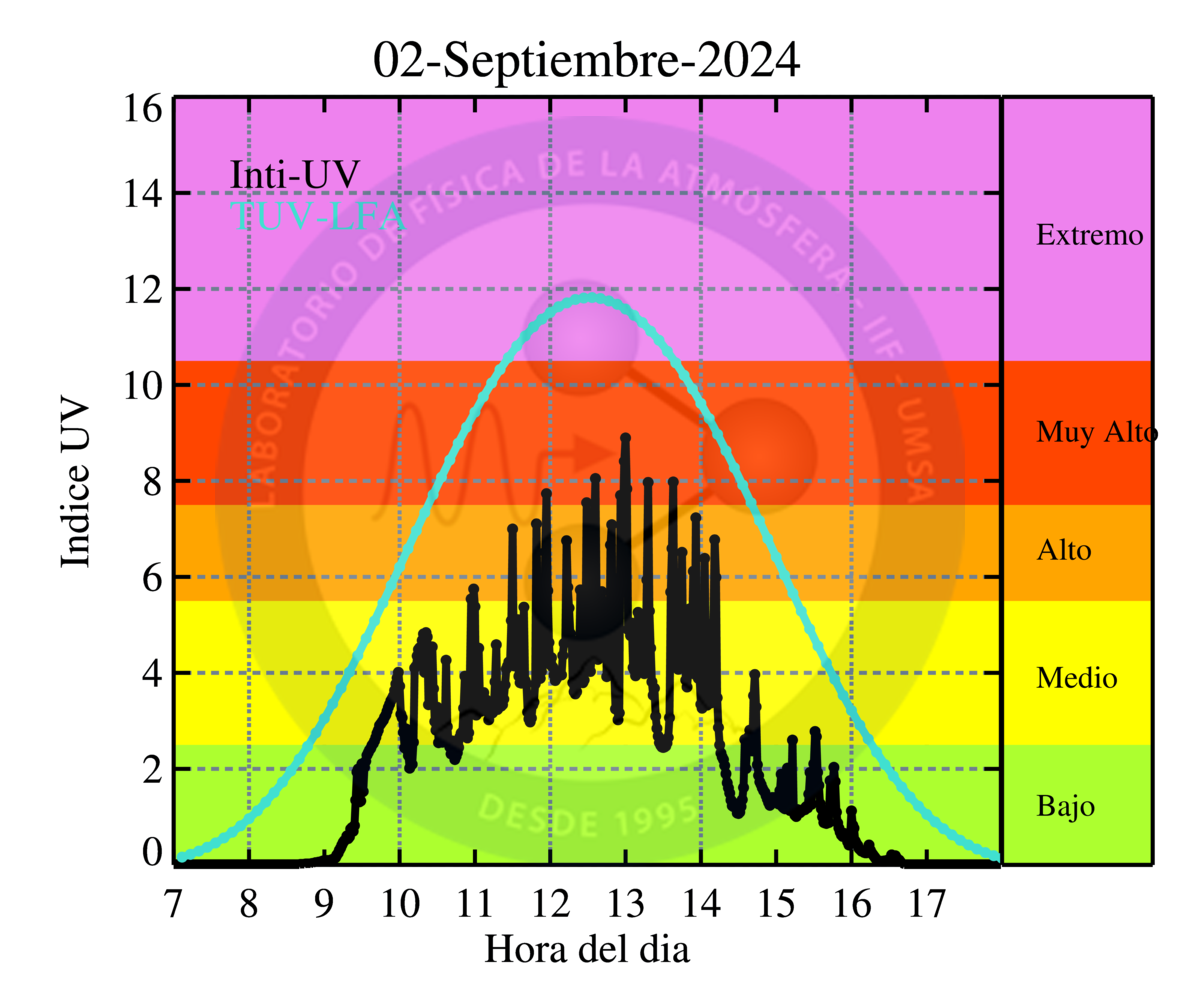 02-Septiembre-2024
16
14
12
10
8
6
4
2
0
Indice UV
Inti-UV
TUV-LFA
LABORATORIO DE FÍSICA DE LA ATMÓSFERA - IIF - UMSA
DESDE 1995
Extremo
Muy Alto
Alto
Medio
Bajo
7 8 9 10 11 12 13 14 15 16 17
Hora del dia